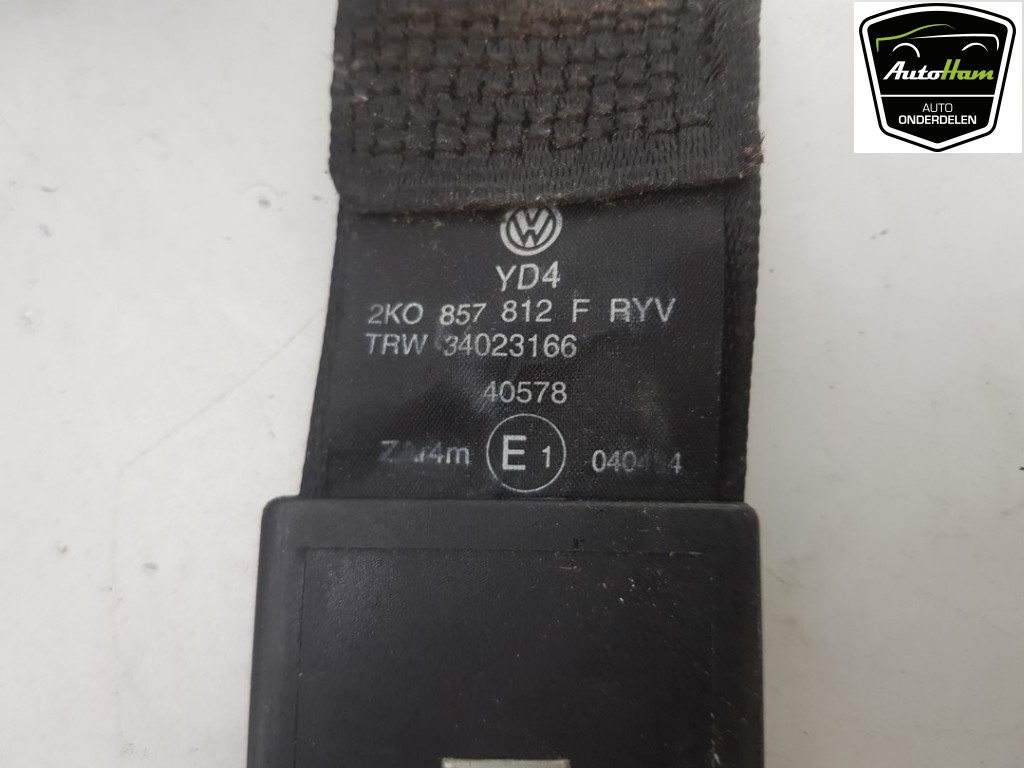 AutoHam
AUTO
ONDERDELEN
YD4
2KO 857 812 F RYV
TRW 34023166
40578
E 1